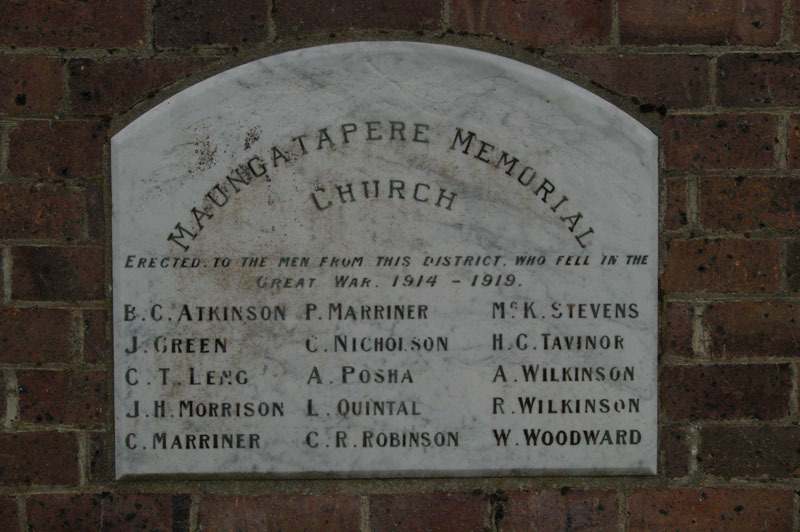 MAUNGATAPERE MEMORIAL
CHURCH
ERECTED. TO THE MEN FROM THIS DISTRICT. WHO FELL IN THE
GREAT WAR. 1914 - 1919.
B.C. ATKINSON P. MARRINER Mc K. STEVENS
J. GREEN C. NICHOLSON H.G. TAVINOR
C.T. LENG A. POSHA A. WILKINSON
J.H. MORRISON L. QUINTAL R. WILKINSON
C. MARRINER C.R. ROBINSON W. WOODWARD